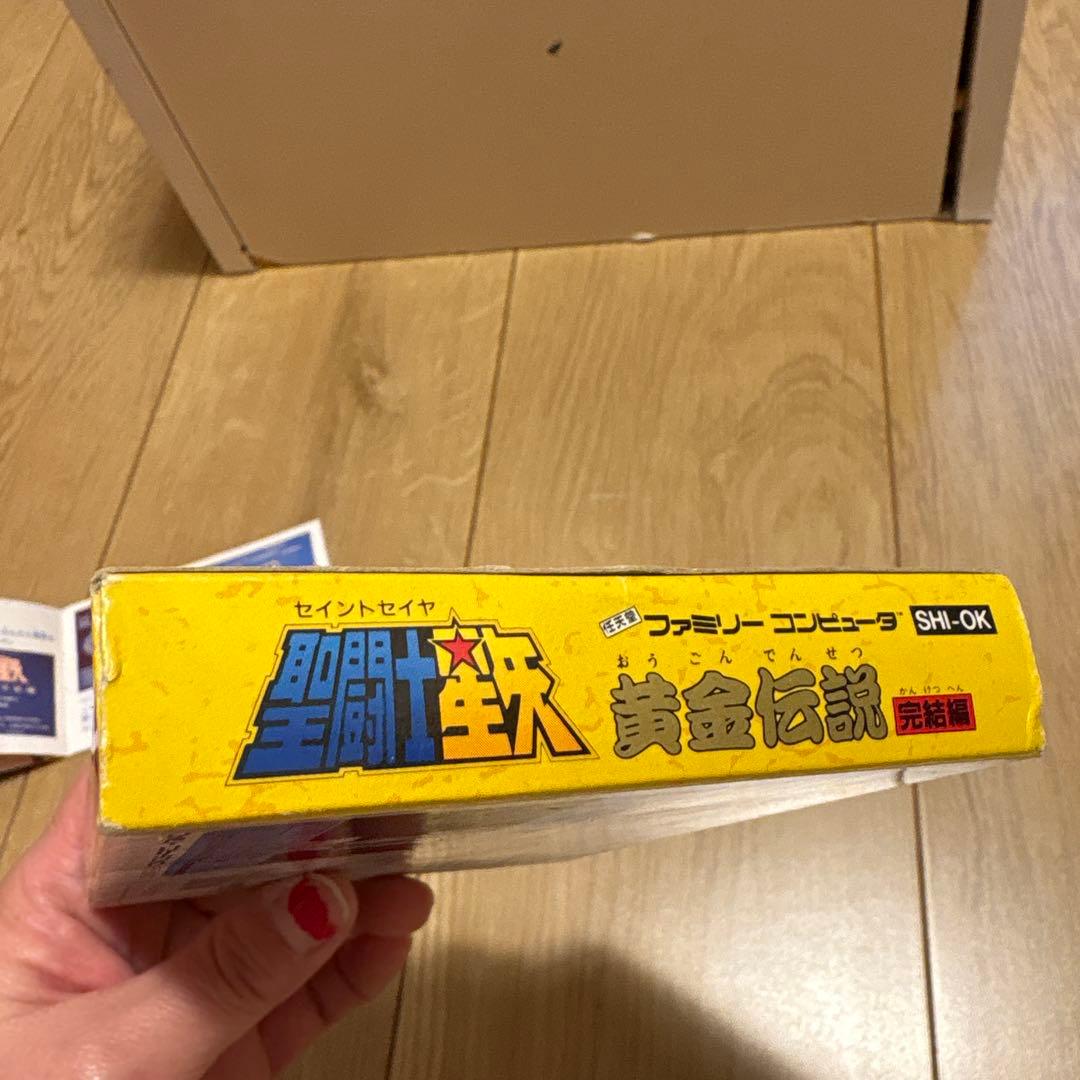 セイントセイヤ
聖闘士星矢
任天堂 ファミリーコンピュータ™ SHI-OK
おうごんでんせつ
黄金伝説
かんけつへん
完結編